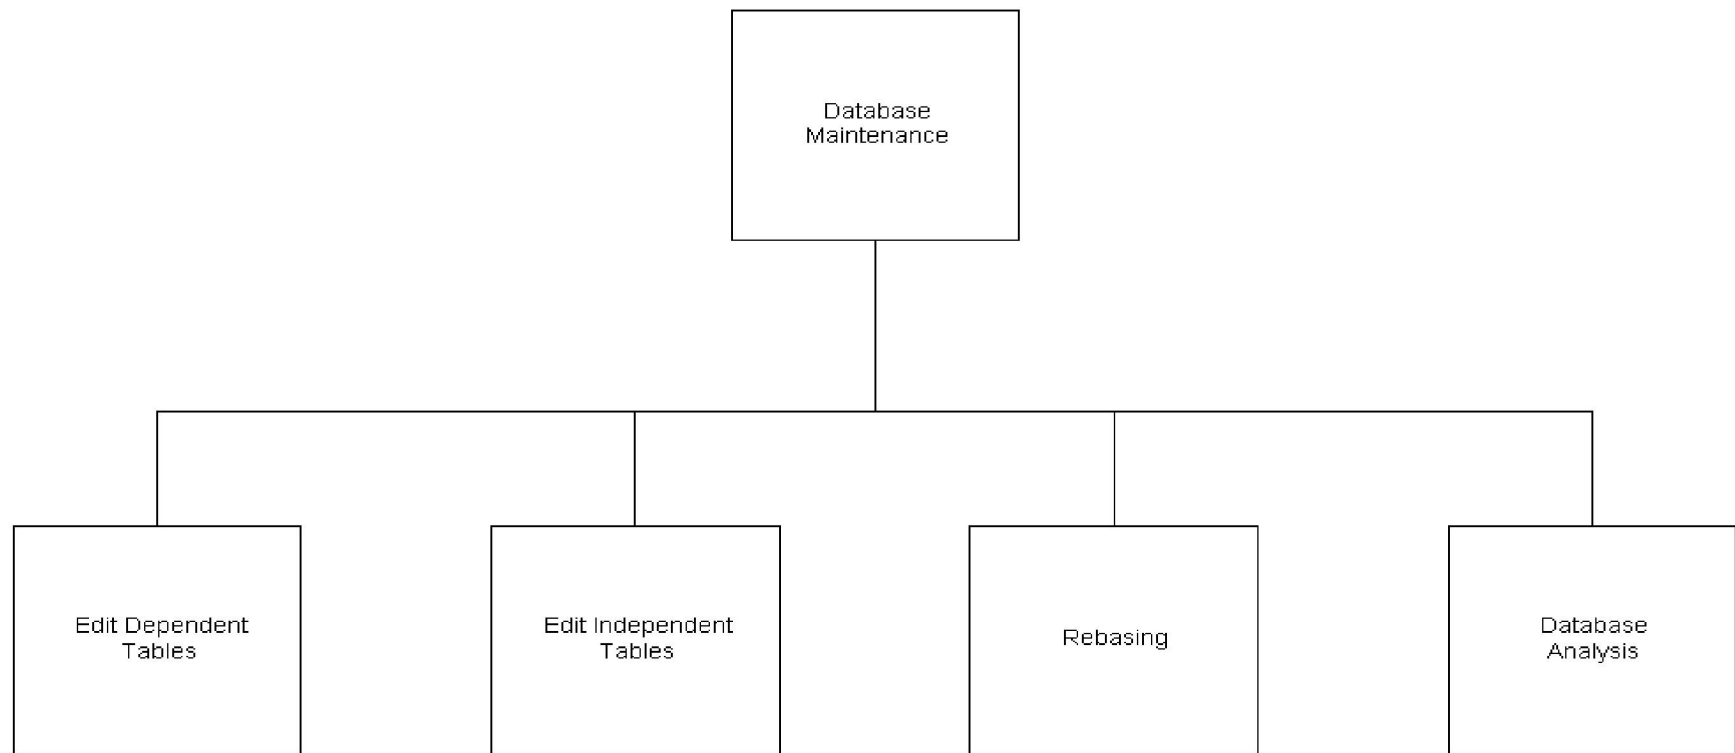 Database
Maintenance
Edit Dependent
Tables
Edit Independent
Tables
Rebasing
Database
Analysis